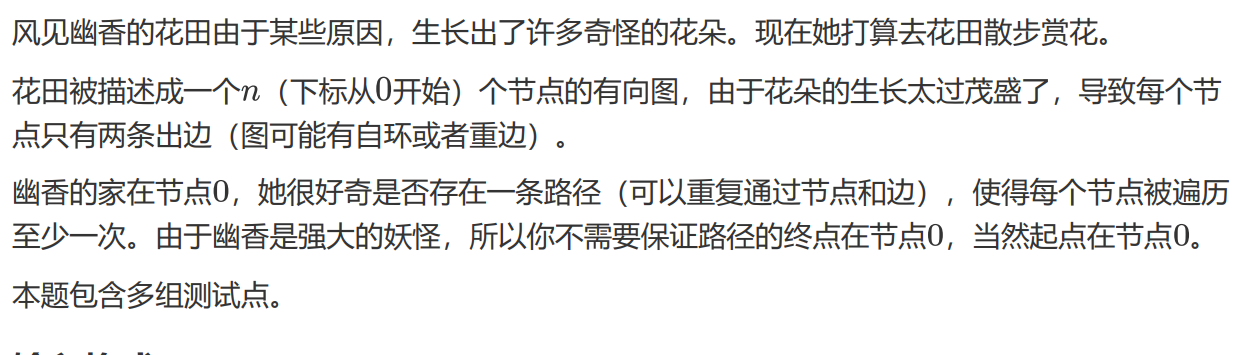 风见幽香的花田由于某些原因，生长出了许多奇怪的花朵。现在她打算去花田散步赏花。
花田被描述成一个n（下标从0开始）个节点的有向图，由于花朵的生长太过茂盛了，导致每个节
点只有两条出边（图可能有自环或者重边）。
幽香的家在节点0，她很好奇是否存在一条路径（可以重复通过节点和边），使得每个节点被遍历
至少一次。由于幽香是强大的妖怪，所以你不需要保证路径的终点在节点0，当然起点在节点0。
本题包含多组测试点。